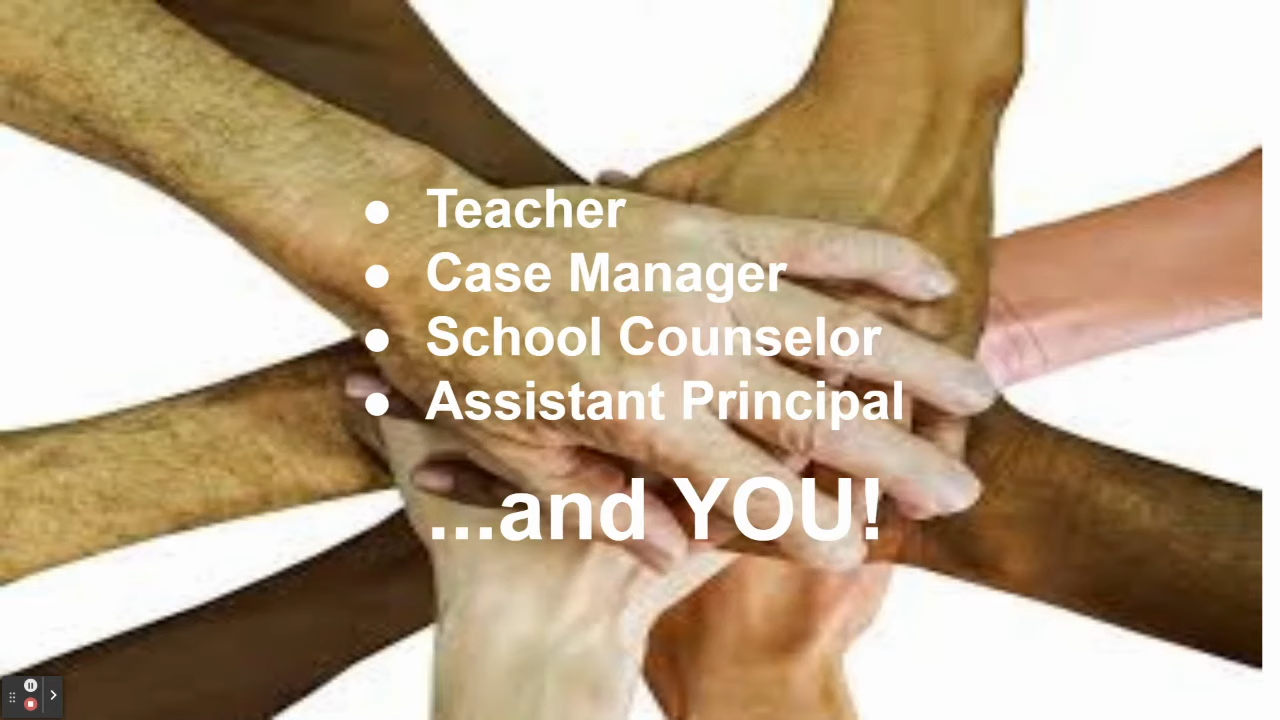 ● Teacher
● Case Manager
● School Counselor
● Assistant Principal
...and YOU!